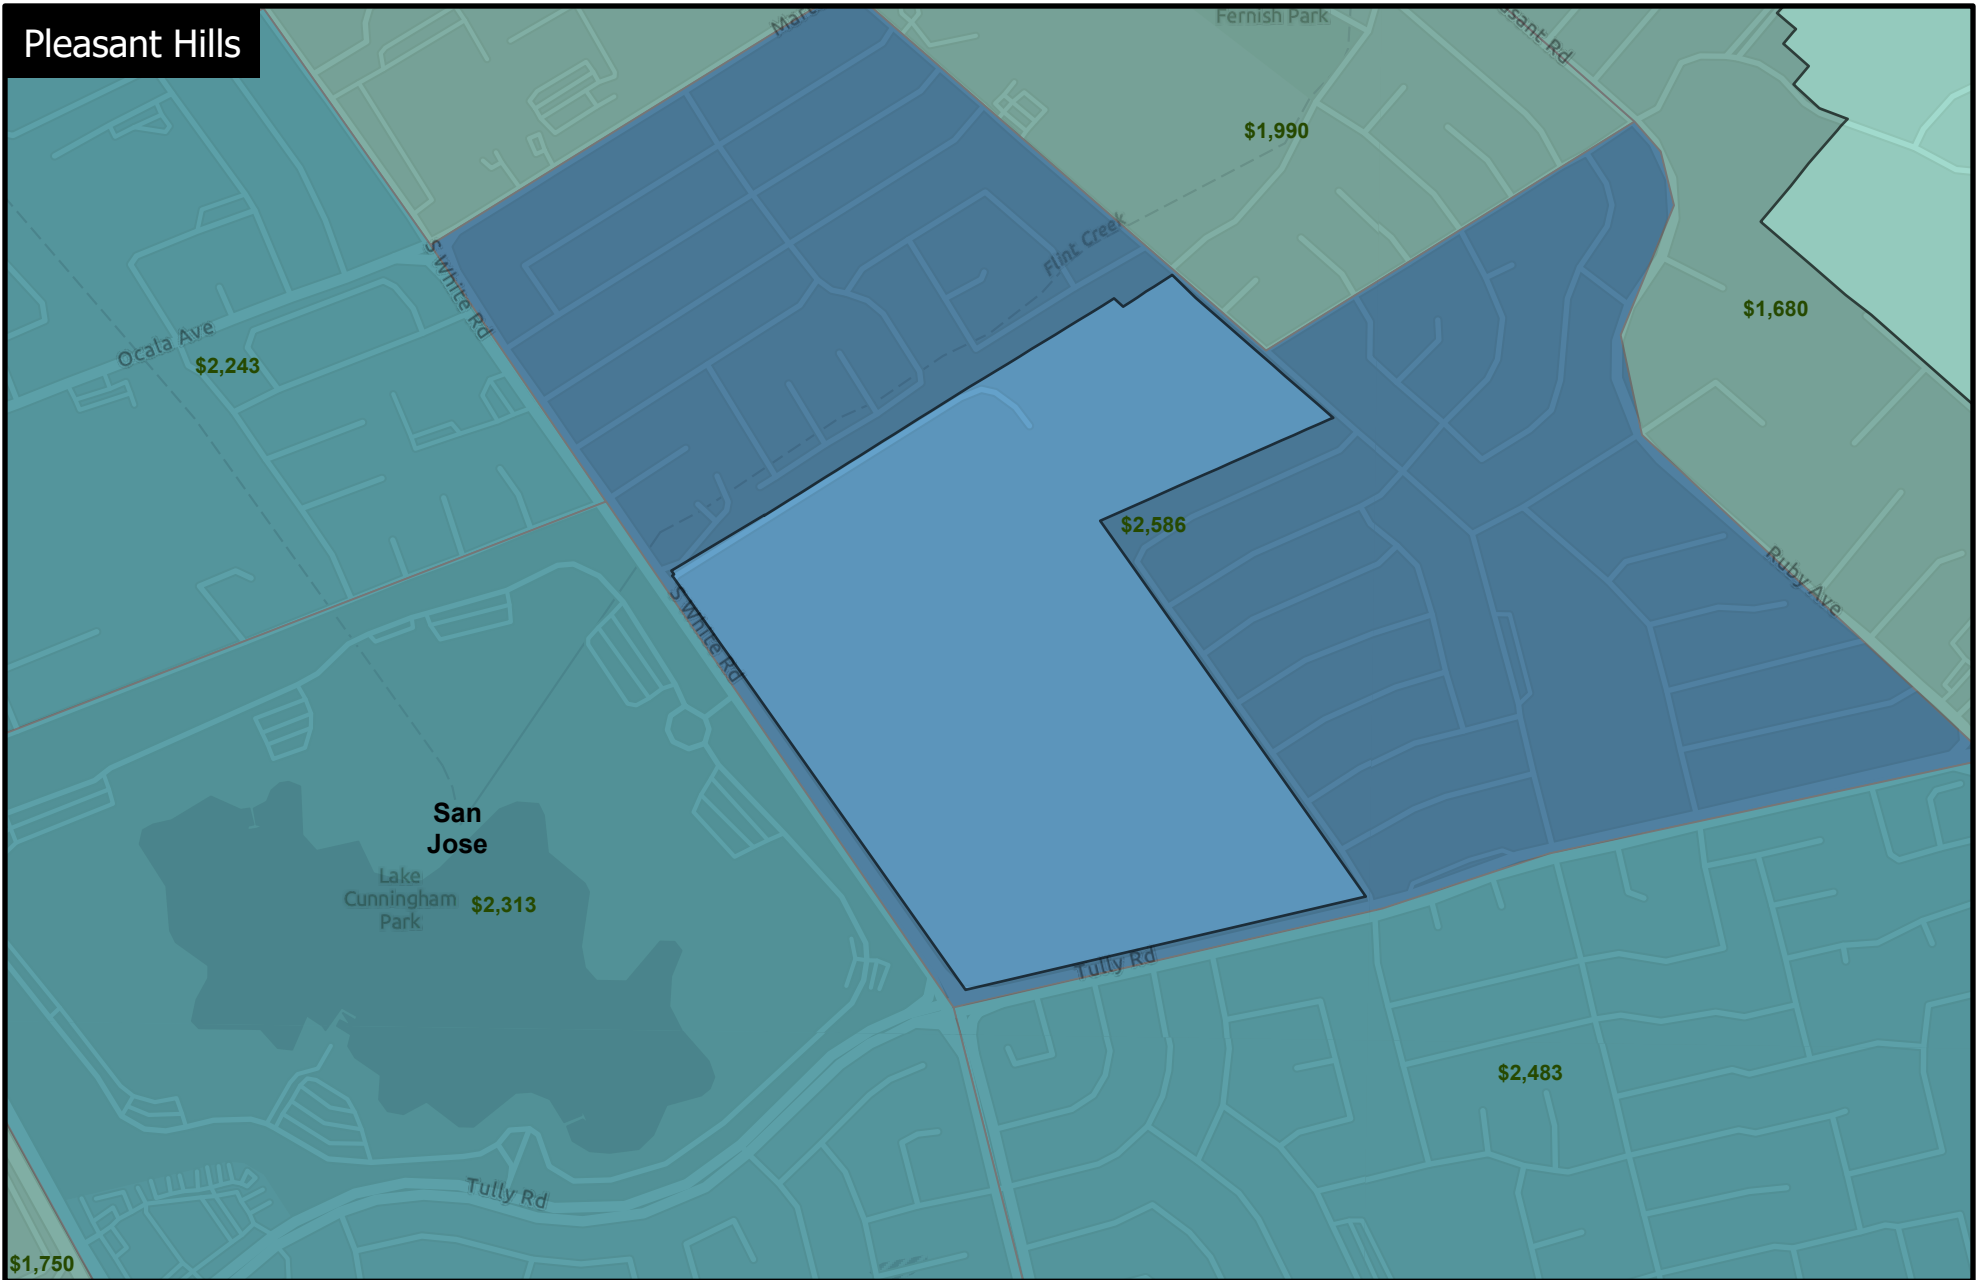 Pleasant Hills
Fernish Park
$1,990
Flint Creek
S White Rd
$1,680
Ocala Ave
$2,243
$2,586
Ruby Ave
S White Rd
San
Jose
Lake
Cunningham
Park
$2,313
Tully Rd
$2,483
Tully Rd
$1,750